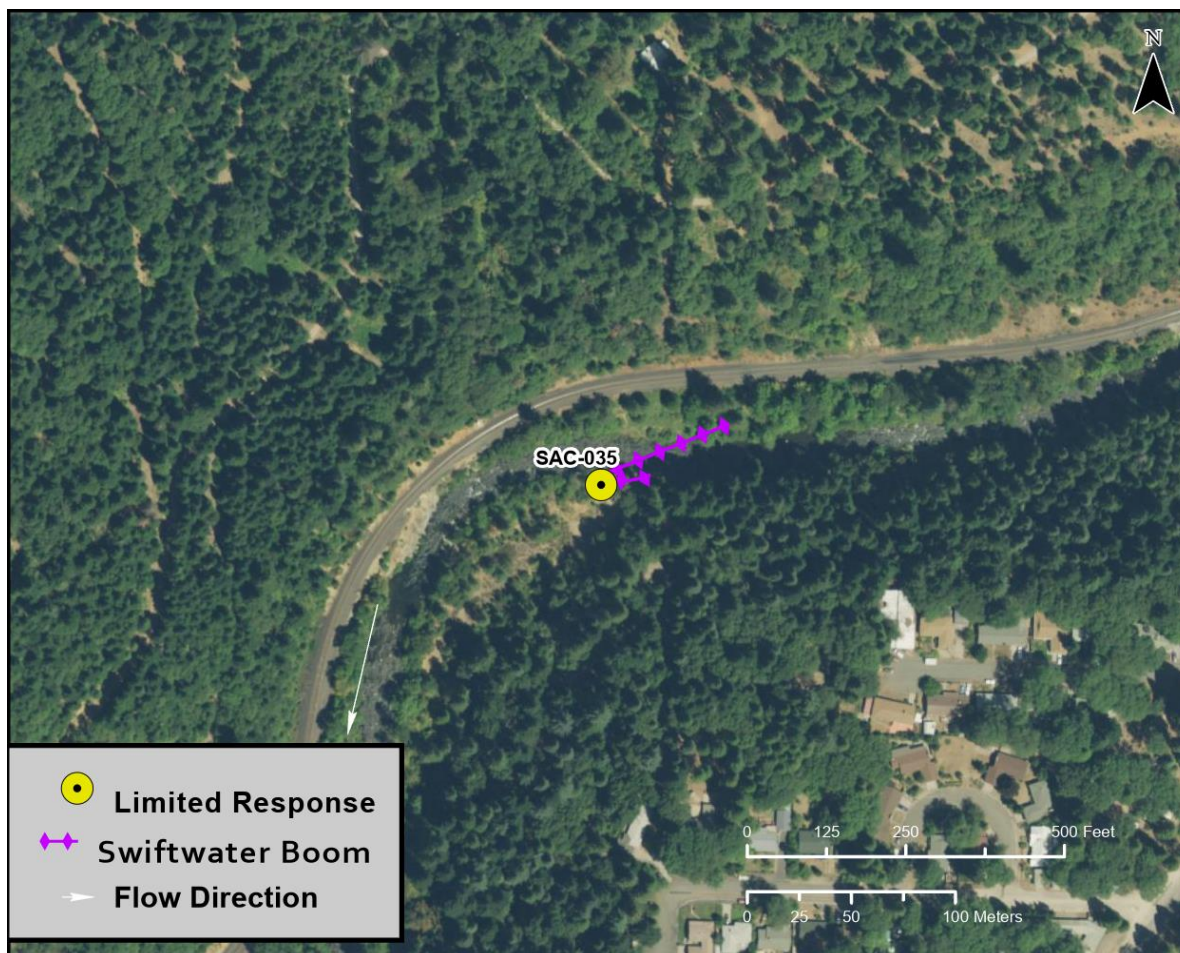 N
SAC-035
Limited Response
Swiftwater Boom
Flow Direction
0 125 250 500 Feet
0 25 50 100 Meters